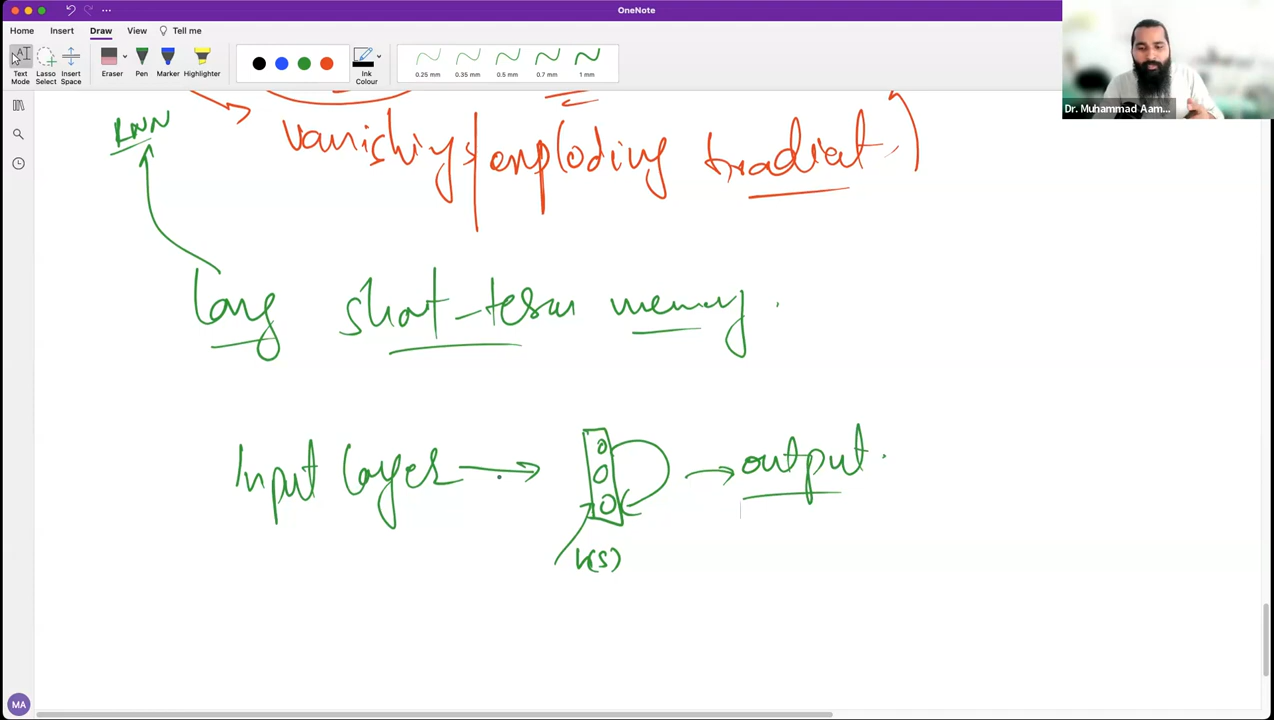 OneNote
Home Insert Draw View Tell me
Text Mode
Lasso Select
Insert Space
Eraser
Pen
Marker
Highlighter
Ink Colour
0.25 mm
0.35 mm
0.5 mm
0.7 mm
1 mm
Dr. Muhammad Aam...
RNN
vanishing exploding gradient
long short-term memory.
Input layer output.
h(s)
MA